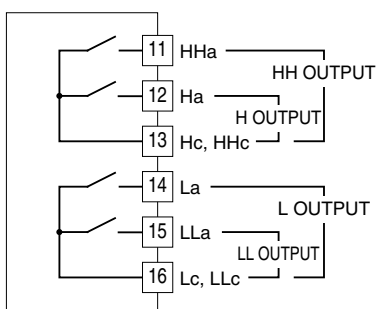 11 HHa
HH OUTPUT
12 Ha
H OUTPUT
13 Hc, HHc
14 La
L OUTPUT
15 LLa
LL OUTPUT
16 Lc, LLc